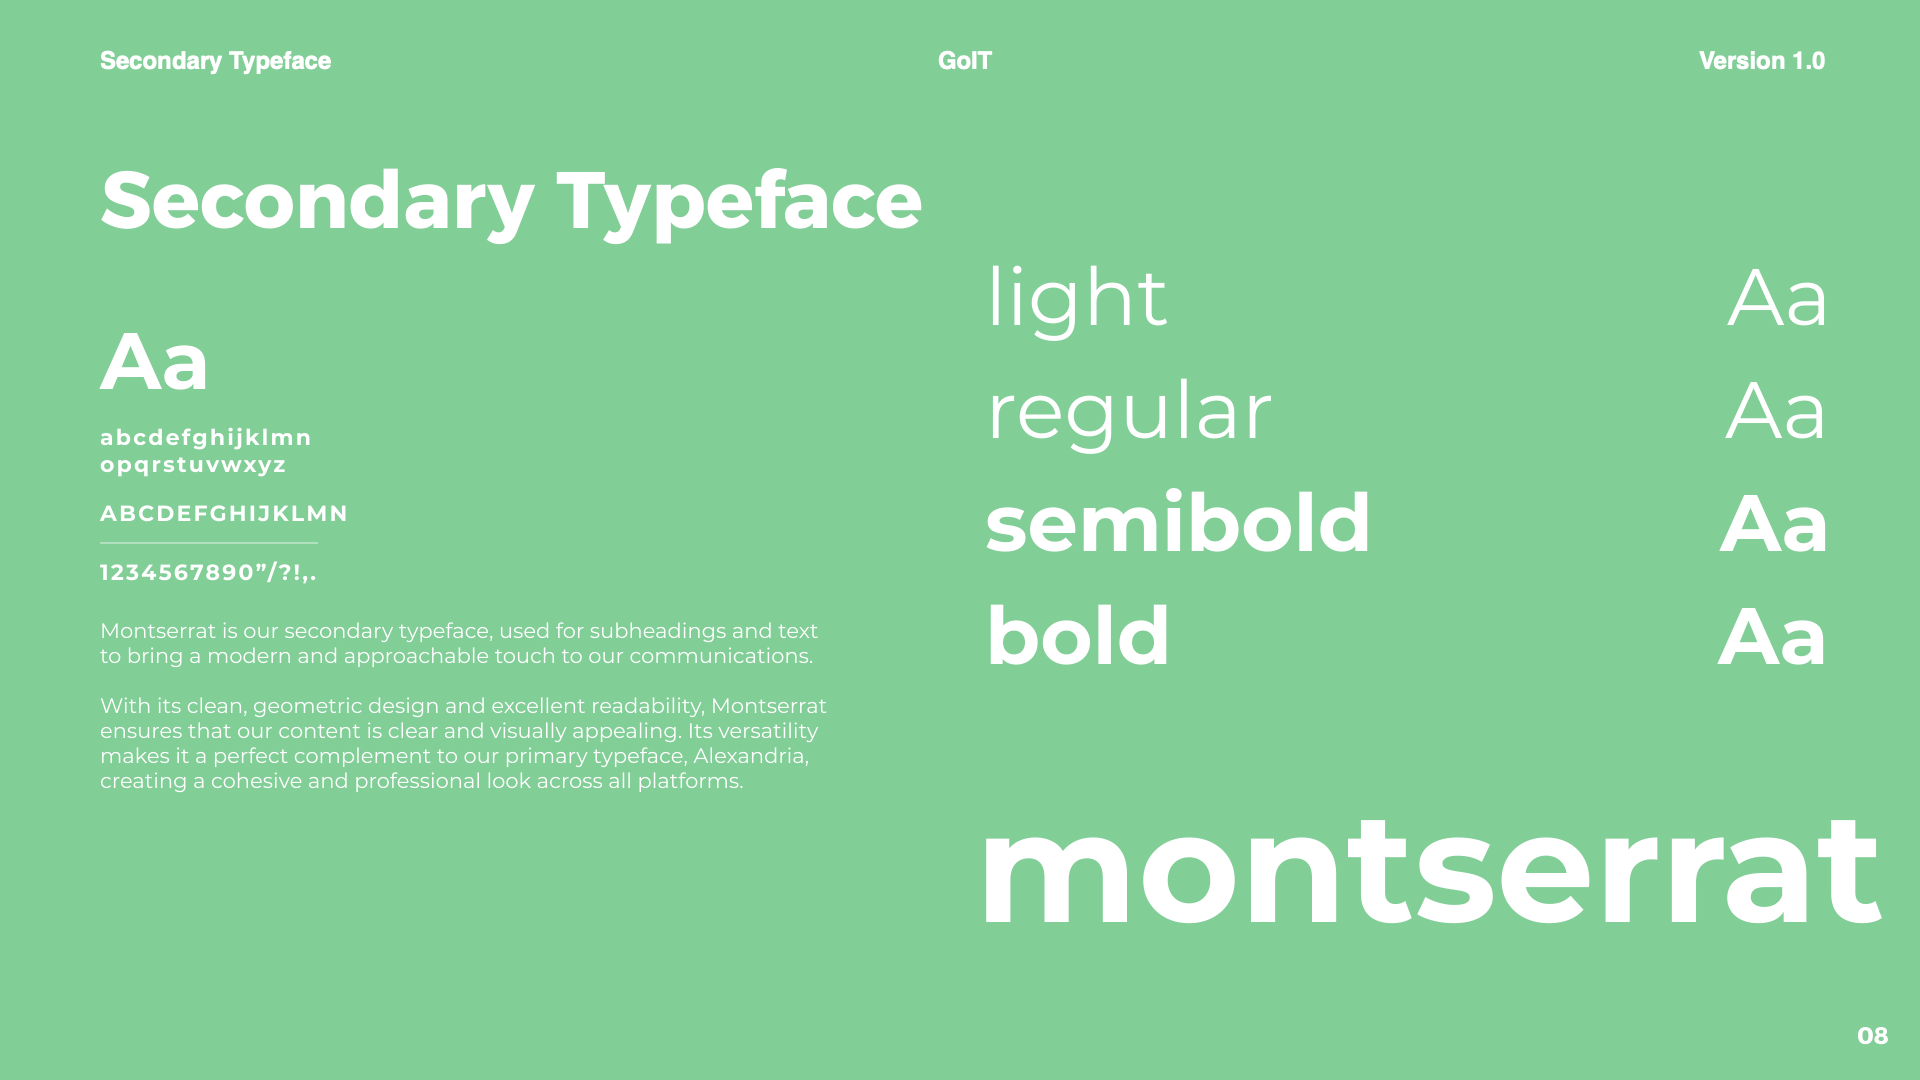 Secondary Typeface
GoIT
Version 1.0
Secondary Typeface
Aa
abcdefghijklmn
opqrstuvwxyz
ABCDEFGHIJKLMN
1234567890”/?!,.
Montserrat is our secondary typeface, used for subheadings and text
to bring a modern and approachable touch to our communications.
With its clean, geometric design and excellent readability, Montserrat
ensures that our content is clear and visually appealing. Its versatility
makes it a perfect complement to our primary typeface, Alexandria,
creating a cohesive and professional look across all platforms.
light Aa
regular Aa
semibold Aa
bold Aa
montserrat
08